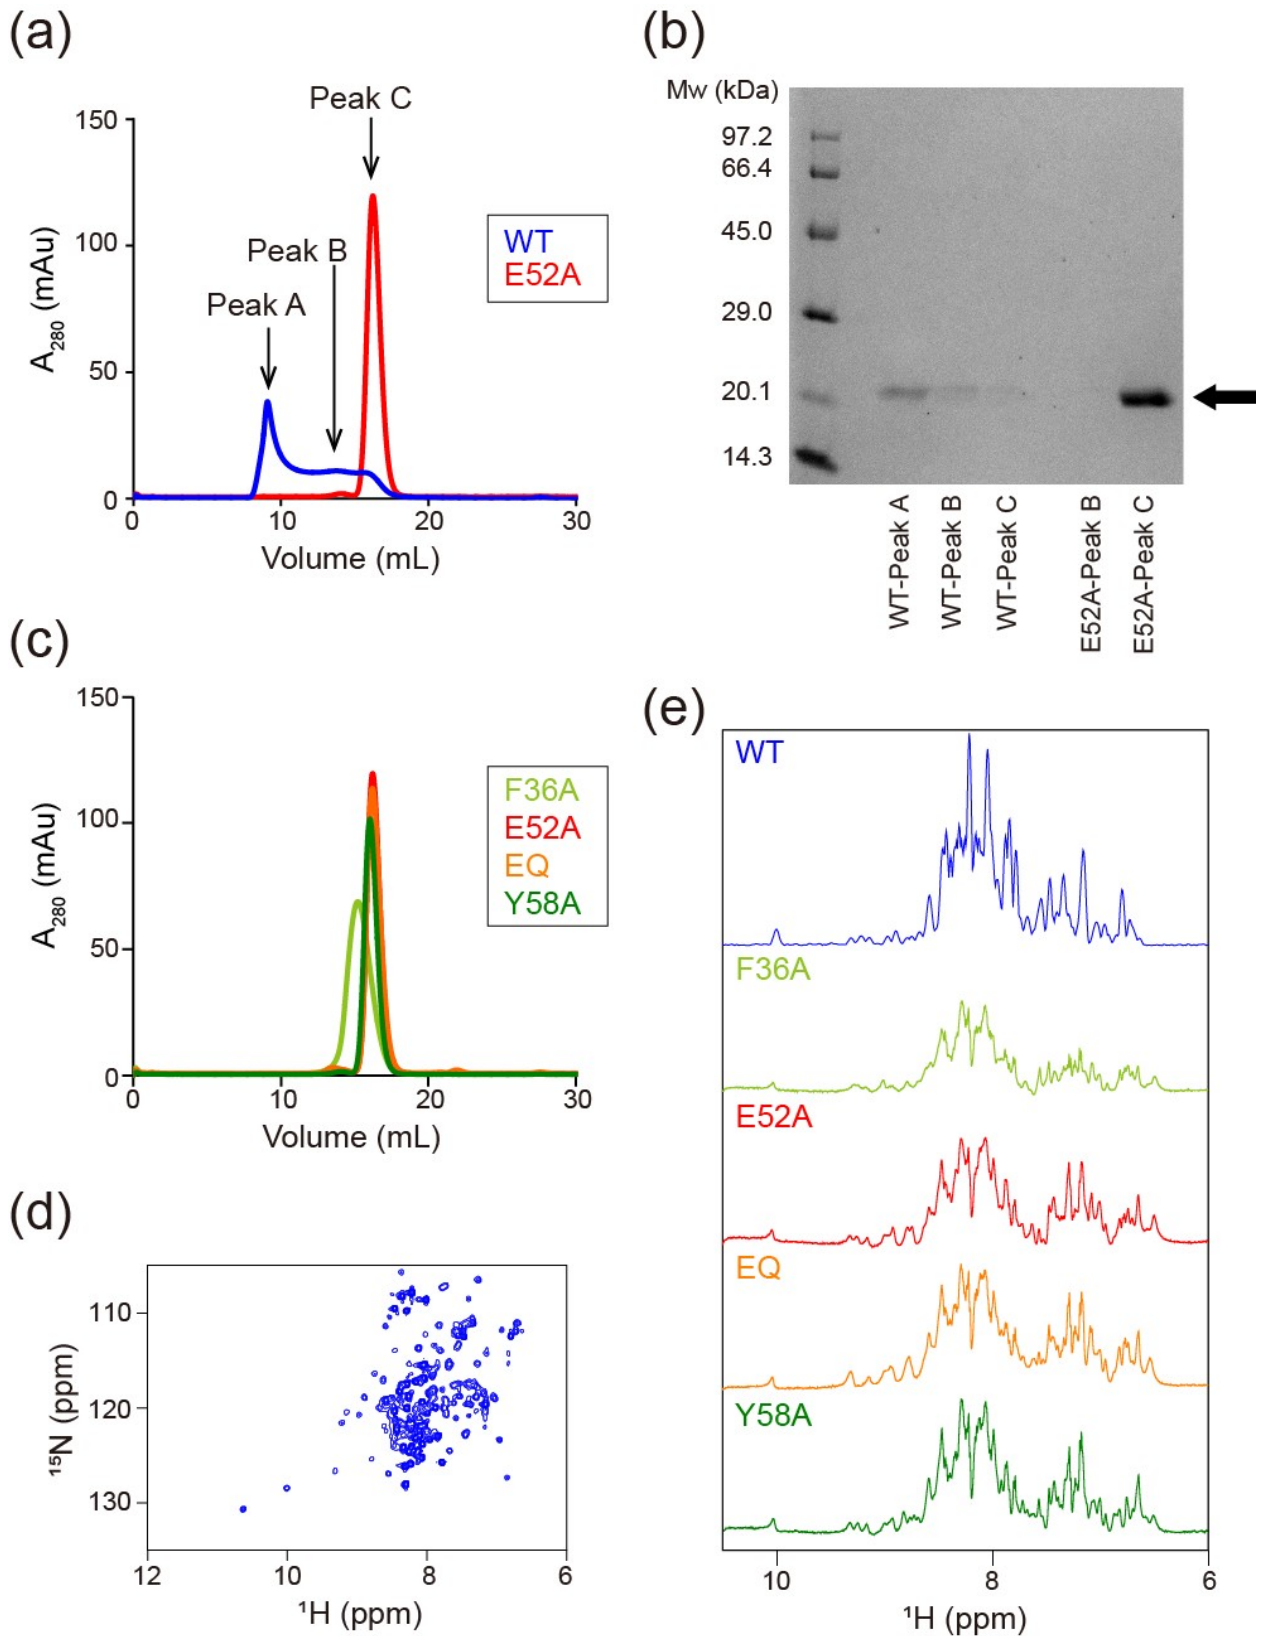 (a)
Peak C
Peak B
Peak A
WT
E52A
150
100
50
0
A280 (mAu)
0 10 20 30
Volume (mL)
(b)
Mw (kDa)
97.2
66.4
45.0
29.0
20.1
14.3
WT-Peak A
WT-Peak B
WT-Peak C
E52A-Peak B
E52A-Peak C
(c)
150
100
50
0
A280 (mAu)
F36A
E52A
EQ
Y58A
0 10 20 30
Volume (mL)
(d)
110
120
130
15N (ppm)
12 10 8 6
¹H (ppm)
(e)
WT
F36A
E52A
EQ
Y58A
10 8 6
¹H (ppm)